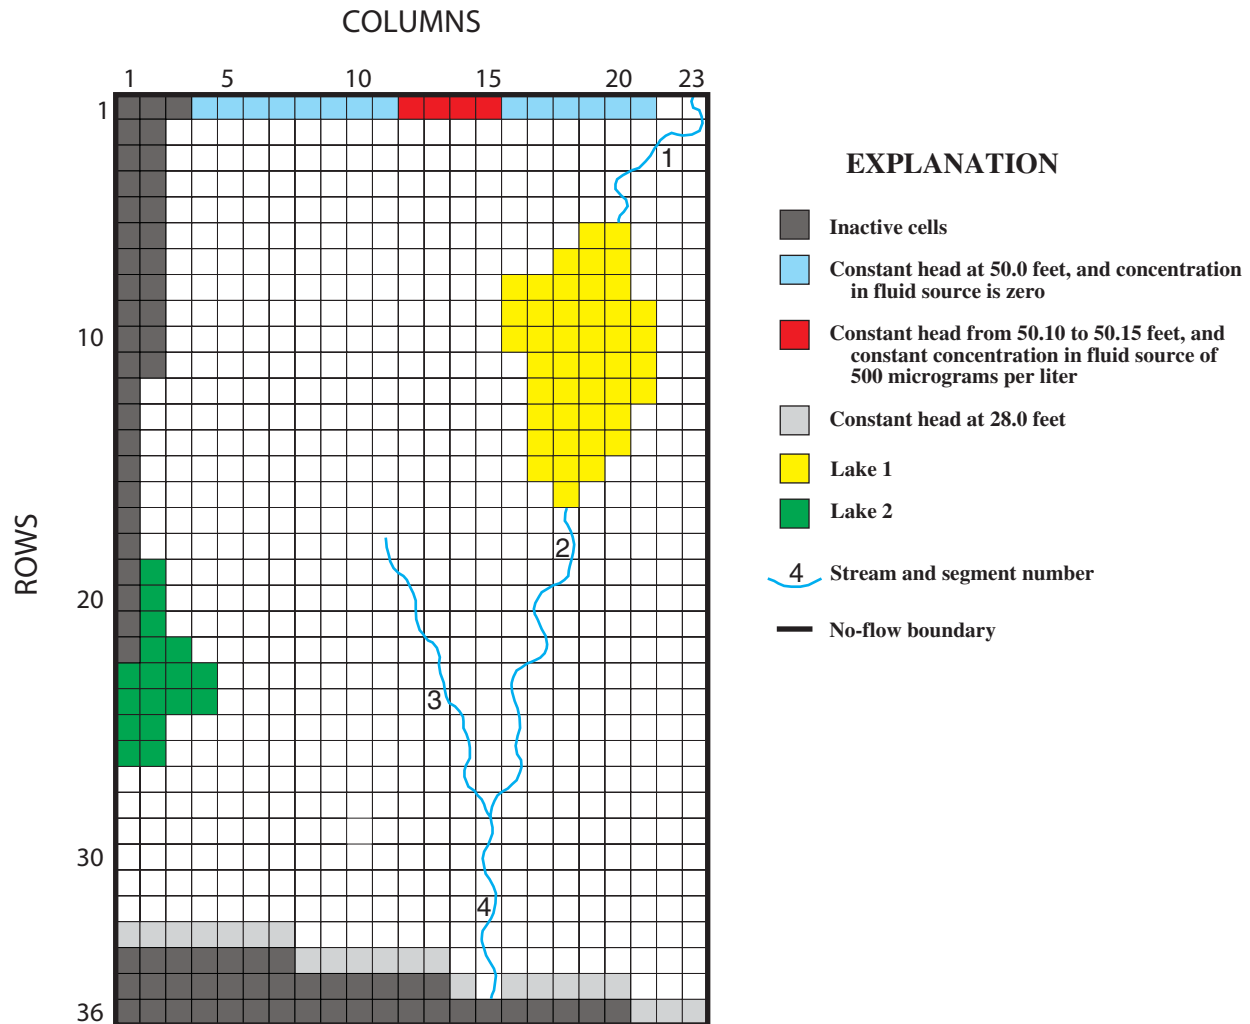 COLUMNS
1 5 10 15 20 23
1
10
20
30
36
ROWS
1
2
3
4
EXPLANATION
Inactive cells
Constant head at 50.0 feet, and concentration
in fluid source is zero
Constant head from 50.10 to 50.15 feet, and
constant concentration in fluid source of
500 micrograms per liter
Constant head at 28.0 feet
Lake 1
Lake 2
4 Stream and segment number
No-flow boundary